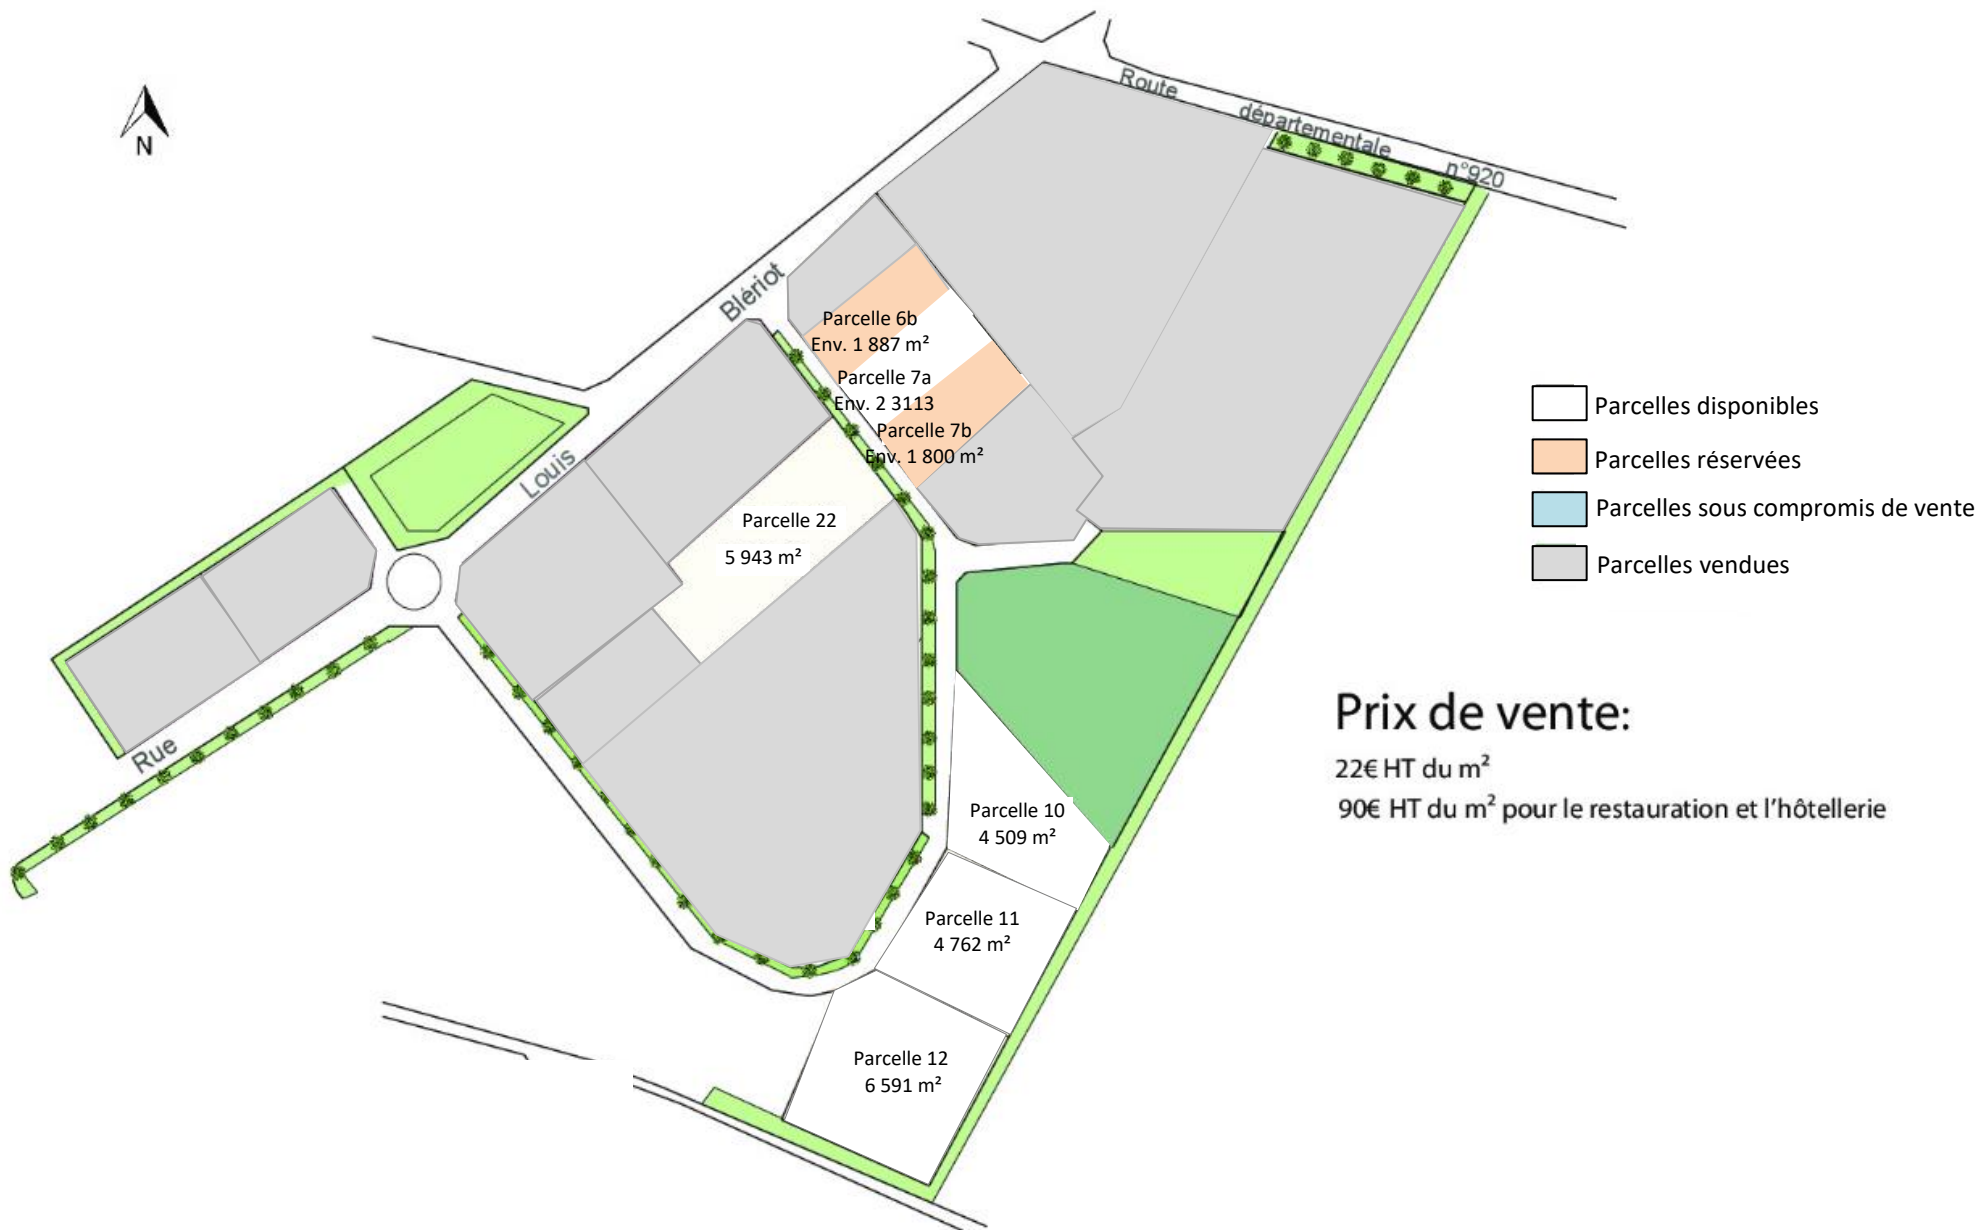 Route départementale n°920
N
Blériot
Parcelle 6b
Env. 1 887 m²
Parcelle 7a
Env. 2 3113
Parcelle 7b
Env. 1 800 m²
Louis
Parcelle 22
5 943 m²
Rue
Parcelle 10
4 509 m²
Parcelle 11
4 762 m²
Parcelle 12
6 591 m²
Parcelles disponibles
Parcelles réservées
Parcelles sous compromis de vente
Parcelles vendues
Prix de vente:
22€ HT du m²
90€ HT du m² pour le restauration et l’hôtellerie